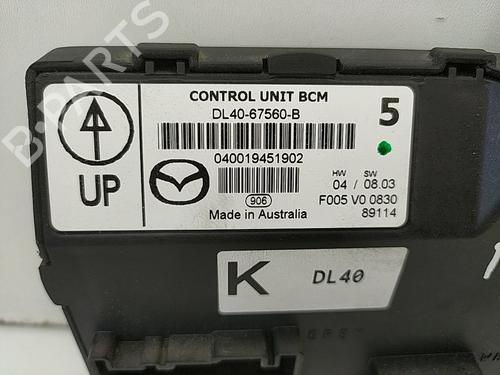 CONTROL UNIT BCM
5
DL40-67560-B
040019451902
UP
HW SW
04 / 08.03
906
F005 V0 0830
Made in Australia
89114
K DL40
B-PARTS